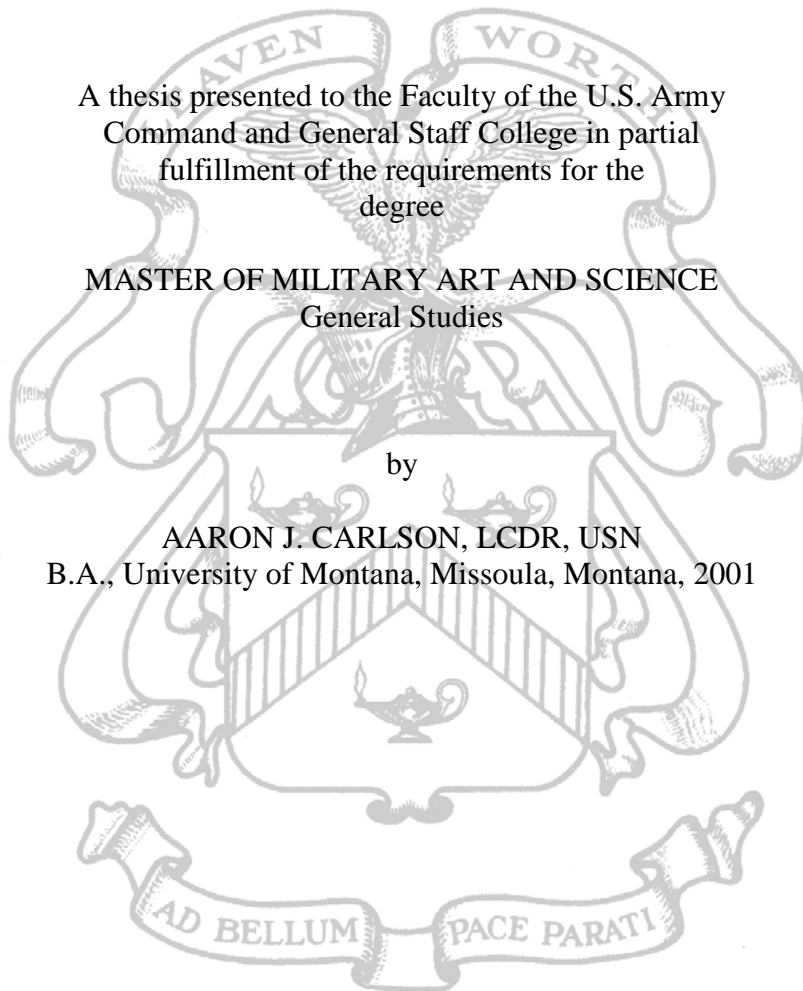 LEAVEN WORTH
A thesis presented to the Faculty of the U.S. Army
Command and General Staff College in partial
fulfillment of the requirements for the
degree
MASTER OF MILITARY ART AND SCIENCE
General Studies
by
AARON J. CARLSON, LCDR, USN
B.A., University of Montana, Missoula, Montana, 2001
AD BELLUM PACE PARATI